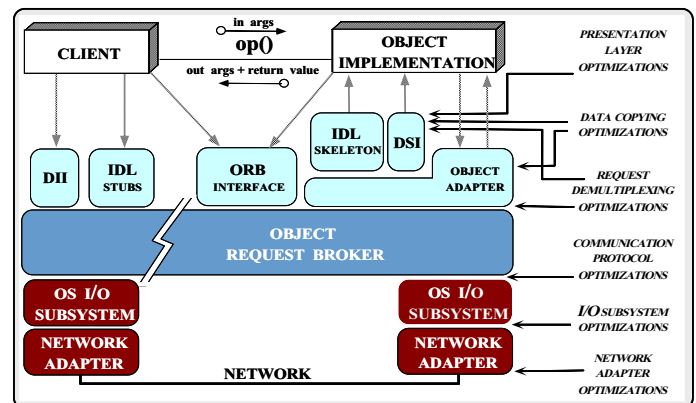 in args
op()
out args + return value
CLIENT
OBJECT
IMPLEMENTATION
PRESENTATION
LAYER
OPTIMIZATIONS
DATA COPYING
OPTIMIZATIONS
IDL
SKELETON
DSI
DII
IDL
STUBS
ORB
INTERFACE
OBJECT
ADAPTER
REQUEST
DEMULTIPLEXING
OPTIMIZATIONS
OBJECT
REQUEST BROKER
COMMUNICATION
PROTOCOL
OPTIMIZATIONS
OS I/O
SUBSYSTEM
OS I/O
SUBSYSTEM
I/O SUBSYSTEM
OPTIMIZATIONS
NETWORK
ADAPTER
NETWORK
NETWORK
ADAPTER
NETWORK
ADAPTER
OPTIMIZATIONS